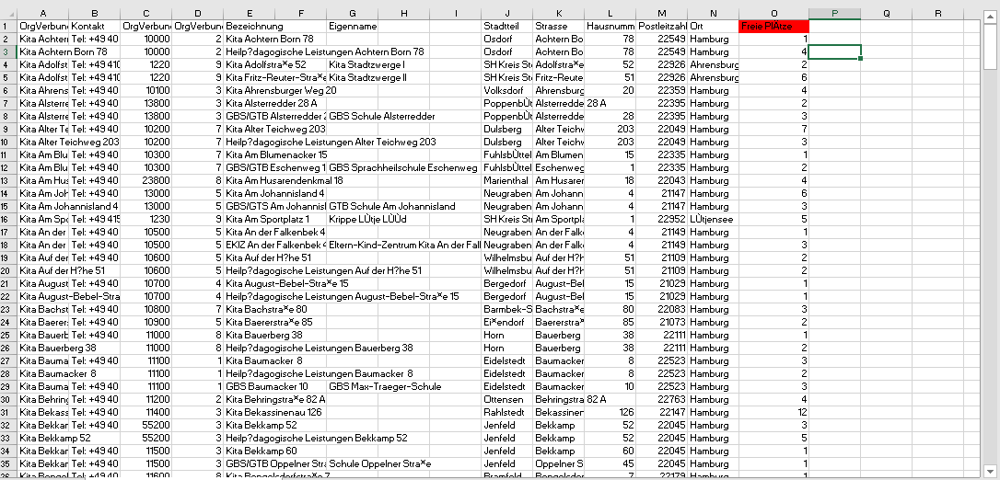 A B C D E F G H I J K L M N O P Q R
1 OrgVerbun Kontakt OrgVerbun OrgVerbun Bezeichnung Eigenname Stadtteil Strasse Hausnumm Postleitzahl Ort Freie PlÄtze
2 Kita Achtern Tel: +49 40 10000 2 Kita Achtern Born 78 Osdorf Achtern Bo 78 22549 Hamburg 1
3 Kita Achtern Born 78 10000 2 Heilp?dagogische Leistungen Achtern Born 78 Osdorf Achtern Bo 78 22549 Hamburg 4
4 Kita Adolfst Tel: +49 410 1220 9 Kita Adolfstra¤e 52 Kita Stadtzwerge I SH Kreis St Adolfstra¤e 52 22926 Ahrensburg 2
5 Kita Adolfst Tel: +49 410 1220 9 Kita Fritz-Reuter-Stra¤e Kita Stadtzwerge II SH Kreis St Fritz-Reute 51 22926 Ahrensburg 6
6 Kita Ahrens Tel: +49 40 10100 3 Kita Ahrensburger Weg 20 Volksdorf Ahrensburg 20 22359 Hamburg 4
7 Kita Alsterre Tel: +49 40 13800 3 Kita Alsterredder 28 A PoppenbÙt Alsterredde 28 A 22395 Hamburg 2
8 Kita Alsterre Tel: +49 40 13800 3 GBS/GTB Alsterredder 2 GBS Schule Alsterredder PoppenbÙt Alsterredde 28 22395 Hamburg 3
9 Kita Alter Te Tel: +49 40 10200 7 Kita Alter Teichweg 203 Dulsberg Alter Teichw 203 22049 Hamburg 7
10 Kita Alter Teichweg 203 10200 7 Heilp?dagogische Leistungen Alter Teichweg 203 Dulsberg Alter Teichw 203 22049 Hamburg 3
11 Kita Am Blu Tel: +49 40 10300 7 Kita Am Blumenacker 15 FuhlsbÙttel Am Blumen 15 22335 Hamburg 1
12 Kita Am Blu Tel: +49 40 10300 7 GBS/GTB Eschenweg 1 GBS Sprachheilschule Eschenweg FuhlsbÙttel Eschenweg 1 22335 Hamburg 2
13 Kita Am Hus Tel: +49 40 23800 8 Kita Am Husarendenkmal 18 Marienthal Am Husarer 18 22043 Hamburg 4
14 Kita Am Joh Tel: +49 40 13000 5 Kita Am Johannisland 4 Neugraben Am Johann 4 21147 Hamburg 6
15 Kita Am Johannisland 4 13000 5 GBS/GTS Am Johannisl GTB Schule Am Johannisland Neugraben Am Johann 4 21147 Hamburg 3
16 Kita Am Spo Tel: +49 415 1230 9 Kita Am Sportplatz 1 Krippe LÙtje LÙÙd SH Kreis St Am Sportpla 1 22952 LÙtjensee 5
17 Kita An der Tel: +49 40 10500 5 Kita An der Falkenbek 4 Neugraben An der Falk 4 21149 Hamburg 1
18 Kita An der Tel: +49 40 10500 5 EKIZ An der Falkenbek 4 Eltern-Kind-Zentrum Kita An der Fall Neugraben An der Falk 4 21149 Hamburg 3
19 Kita Auf der Tel: +49 40 10600 6 Kita Auf der H?he 51 Wilhelmsbu Auf der H?h 51 21109 Hamburg 2
20 Kita Auf der H?he 51 10600 6 Heilp?dagogische Leistungen Auf der H?he 51 Wilhelmsbu Auf der H?h 51 21109 Hamburg 2
21 Kita August- Tel: +49 40 10700 4 Kita August-Bebel-Stra¤e 15 Bergedorf August-Bel 15 21029 Hamburg 1
22 Kita August-Bebel-Stra 10700 4 Heilp?dagogische Leistungen August-Bebel-Stra¤e 15 Bergedorf August-Bel 15 21029 Hamburg 1
23 Kita Bachst Tel: +49 40 10800 7 Kita Bachstra¤e 80 Barmbek-S Bachstra¤e 80 22083 Hamburg 3
24 Kita Baerer Tel: +49 40 10900 5 Kita Baererstra¤e 85 Ei¤endorf Baererstra¤ 85 21073 Hamburg 2
25 Kita Bauerb Tel: +49 40 11000 8 Kita Bauerberg 38 Horn Bauerberg 38 22111 Hamburg 1
26 Kita Bauerberg 38 11000 8 Heilp?dagogische Leistungen Bauerberg 38 Horn Bauerberg 38 22111 Hamburg 2
27 Kita Baumac Tel: +49 40 11100 1 Kita Baumacker 8 Eidelstedt Baumacker 8 22523 Hamburg 3
28 Kita Baumacker 8 11100 1 Heilp?dagogische Leistungen Baumacker 8 Eidelstedt Baumacker 8 22523 Hamburg 2
29 Kita Baumac Tel: +49 40 11100 1 GBS Baumacker 10 GBS Max-Traeger-Schule Eidelstedt Baumacker 10 22523 Hamburg 3
30 Kita Behring Tel: +49 40 11200 2 Kita Behringstra¤e 82 A Ottensen Behringstra 82 A 22763 Hamburg 4
31 Kita Bekass Tel: +49 40 11400 3 Kita Bekassinenau 126 Rahlstedt Bekassiner 126 22147 Hamburg 12
32 Kita Bekkar Tel: +49 40 55200 3 Kita Bekkamp 52 Jenfeld Bekkamp 52 22045 Hamburg 3
33 Kita Bekkamp 52 55200 3 Heilp?dagogische Leistungen Bekkamp 52 Jenfeld Bekkamp 52 22045 Hamburg 5
34 Kita Bekkar Tel: +49 40 11500 3 Kita Bekkamp 60 Jenfeld Bekkamp 60 22045 Hamburg 1
35 Kita Bekkar Tel: +49 40 11500 3 GBS/GTB Oppelner Stra Schule Oppelner Stra¤e Jenfeld Oppelner S 45 22045 Hamburg 1